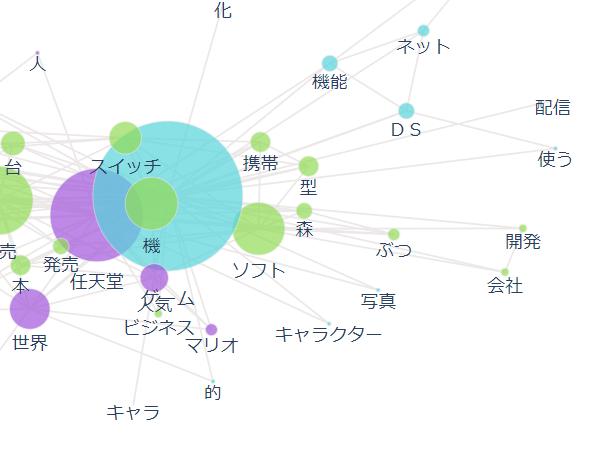 化
ネット
人
機能
配信
ＤＳ
使う
台
スイッチ
携帯
型
森
機
ぶつ
開発
売
発売
ソフト
任天堂
本
会社
ゲーム
人気
写真
ビジネス
キャラクター
世界
マリオ
的
キャラ